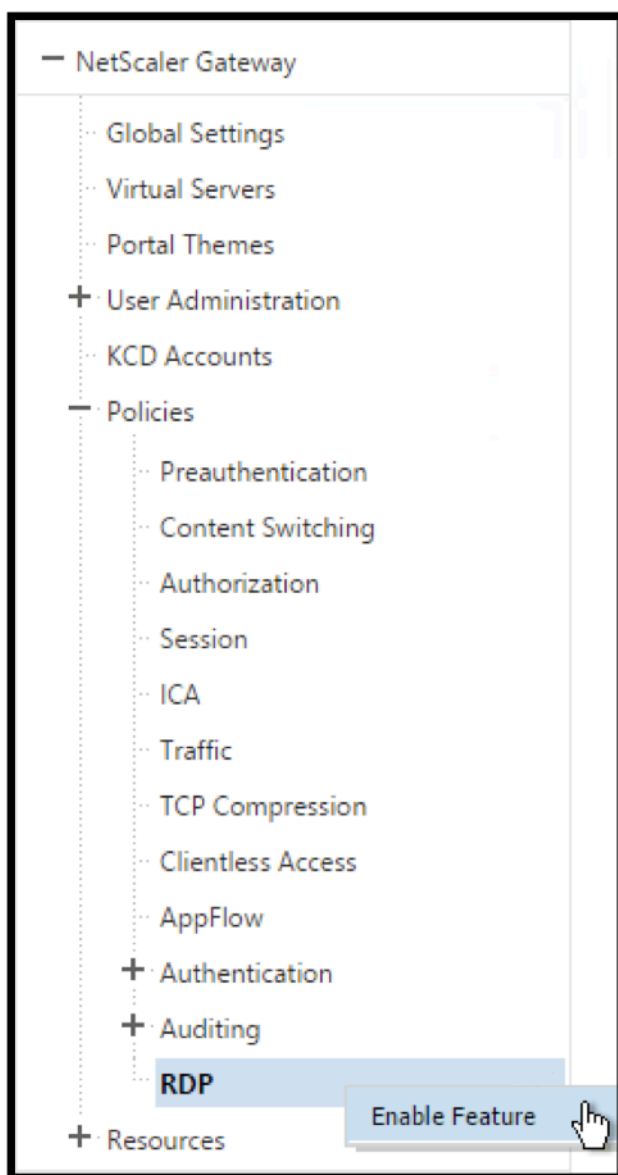 NetScaler Gateway
Global Settings
Virtual Servers
Portal Themes
User Administration
KCD Accounts
Policies
Preauthentication
Content Switching
Authorization
Session
ICA
Traffic
TCP Compression
Clientless Access
AppFlow
Authentication
Auditing
RDP
Enable Feature
Resources